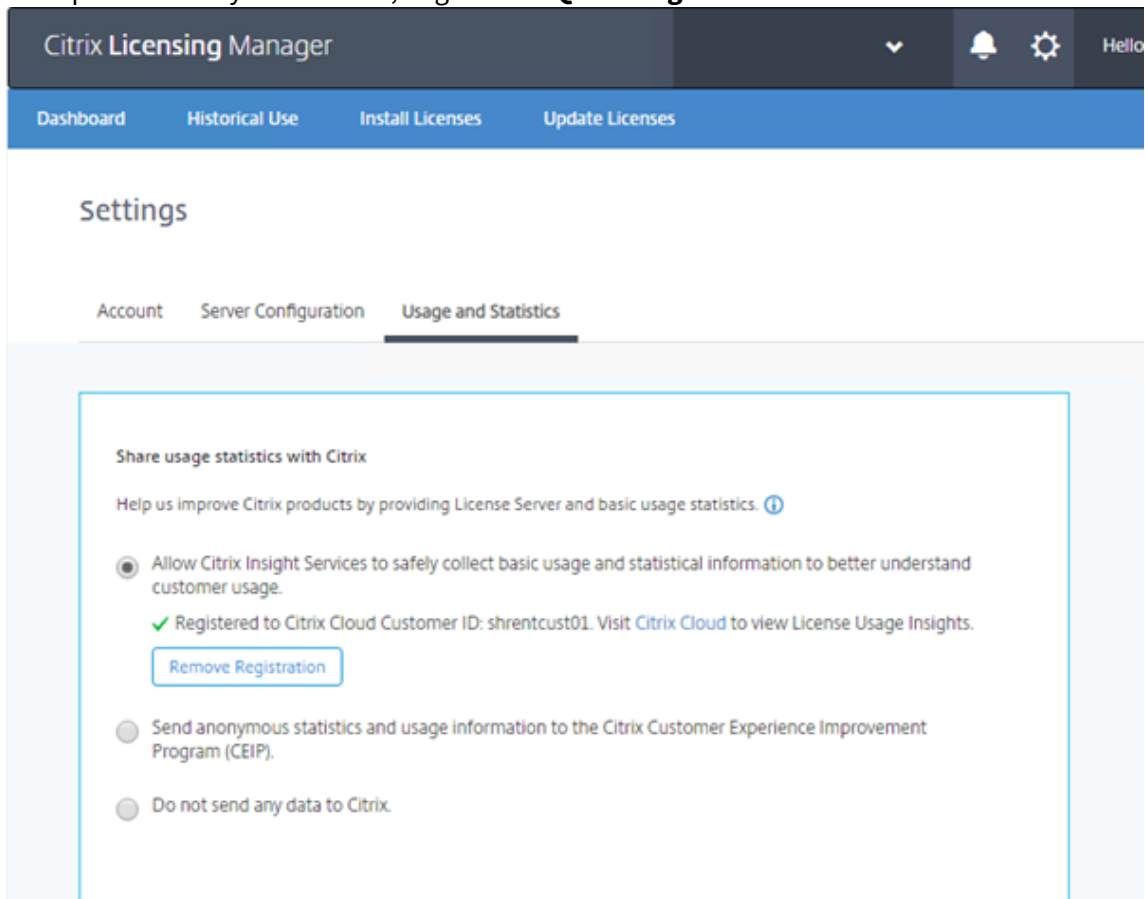 Citrix Licensing Manager
Hello
Dashboard Historical Use Install Licenses Update Licenses
Settings
Account Server Configuration Usage and Statistics
Share usage statistics with Citrix
Help us improve Citrix products by providing License Server and basic usage statistics.
Allow Citrix Insight Services to safely collect basic usage and statistical information to better understand
customer usage.
Registered to Citrix Cloud Customer ID: shrentcust01. Visit Citrix Cloud to view License Usage Insights.
Remove Registration
Send anonymous statistics and usage information to the Citrix Customer Experience Improvement
Program (CEIP).
Do not send any data to Citrix.